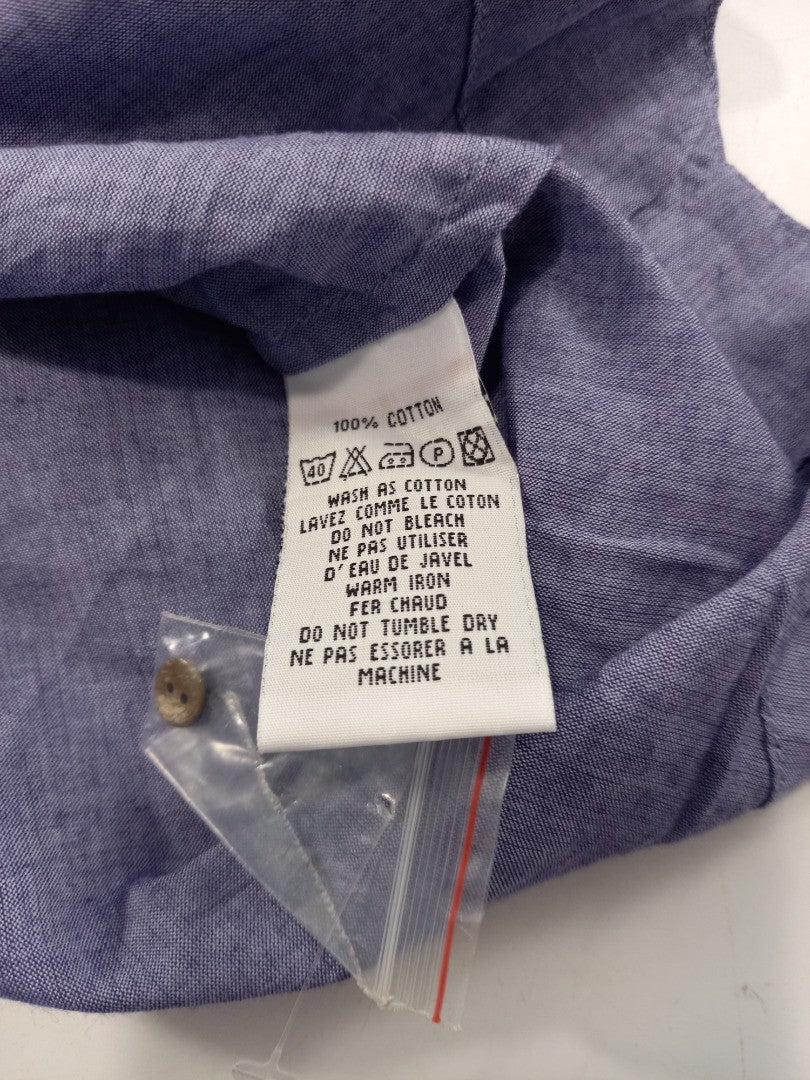 100% COTTON
40 P
WASH AS COTTON
LAVEZ COMME LE COTON
DO NOT BLEACH
NE PAS UTILISER
D'EAU DE JAVEL
WARM IRON
FER CHAUD
DO NOT TUMBLE DRY
NE PAS ESSORER A LA
MACHINE